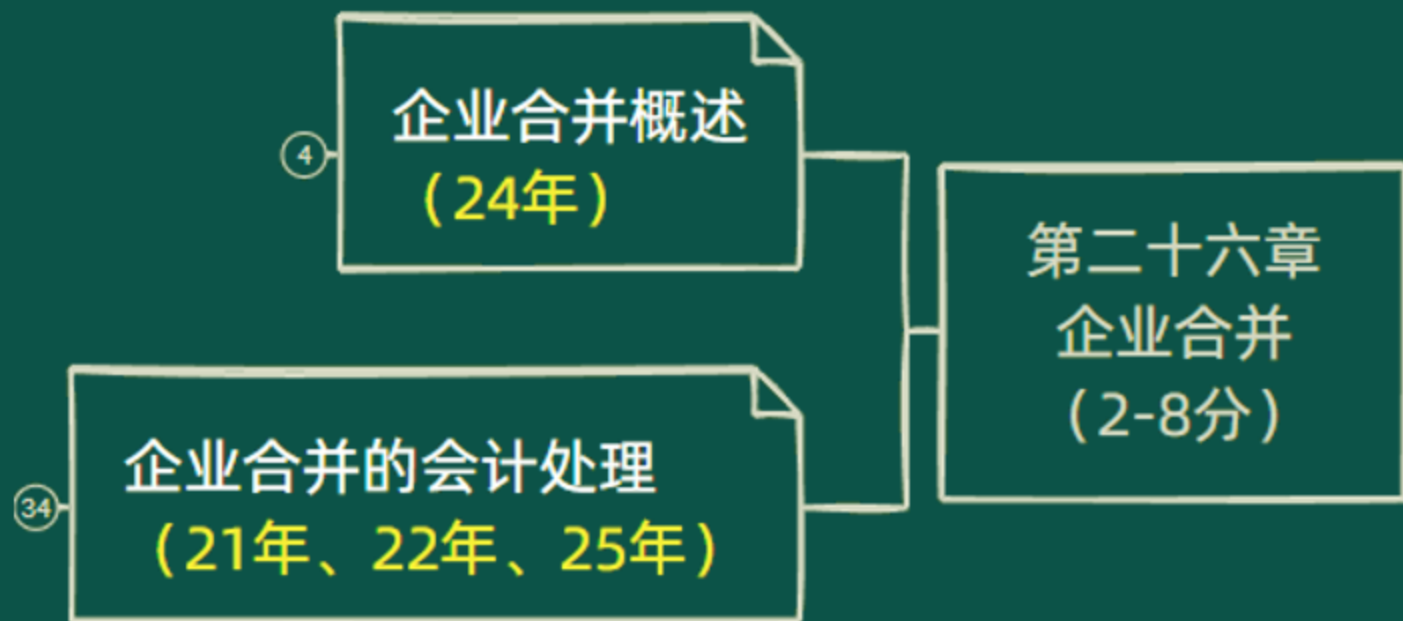 企业合并概述
（24年）
4
第二十六章
企业合并
（2-8分）
企业合并的会计处理
（21年、22年、25年）
34